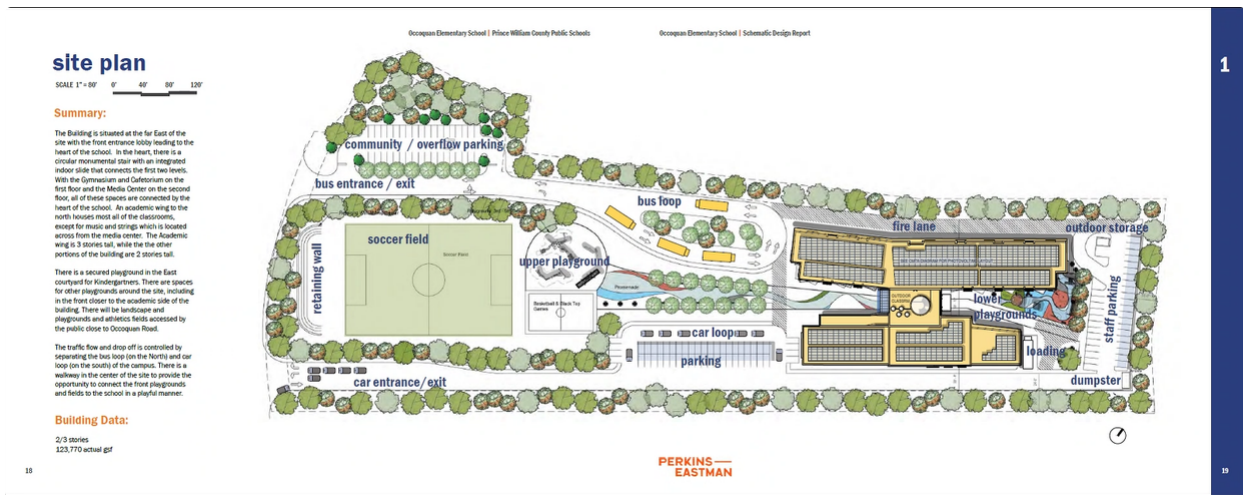 Occoquan Elementary School | Prince William County Public Schools
Occoquan Elementary School | Schematic Design Report
1
site plan
SCALE 1" = 80' 0' 40' 80' 120'
Summary:
The Building is situated at the far East of the
site with the front entrance lobby leading to the
heart of the school. In the heart, there is a
circular monumental stair with an integrated
indoor slide that connects the first two levels.
With the Gymnasium and Cafetorium on the
first floor and the Media Center on the second
floor, all of these spaces are connected by the
heart of the school. An academic wing to the
north houses most all of the classrooms,
except for music and strings which is located
across from the media center. The Academic
wing is 3 stories tall, while the the other
portions of the building are 2 stories tall.
There is a secured playground in the East
courtyard for Kindergartners. There are spaces
for other playgrounds around the site, including
in the front closer to the academic side of the
building. There will be landscape and
playgrounds and athletics fields accessed by
the public close to Occoquan Road.
The traffic flow and drop off is controlled by
separating the bus loop (on the North) and car
loop (on the south) of the campus. There is a
walkway in the center of the site to provide the
opportunity to connect the front playgrounds
and fields to the school in a playful manner.
Building Data:
2/3 stories
123,770 actual gsf
18
community / overflow parking
bus entrance / exit
bus loop
fire lane
outdoor storage
soccer field
Soccer Field
retaining wall
upper playground
Promenade
Basketball & Black Top
OUTDOOR
CLASSROOM
lower
playgrounds
staff parking
car loop
parking
loading
car entrance/exit
dumpster
PERKINS—
EASTMAN
19